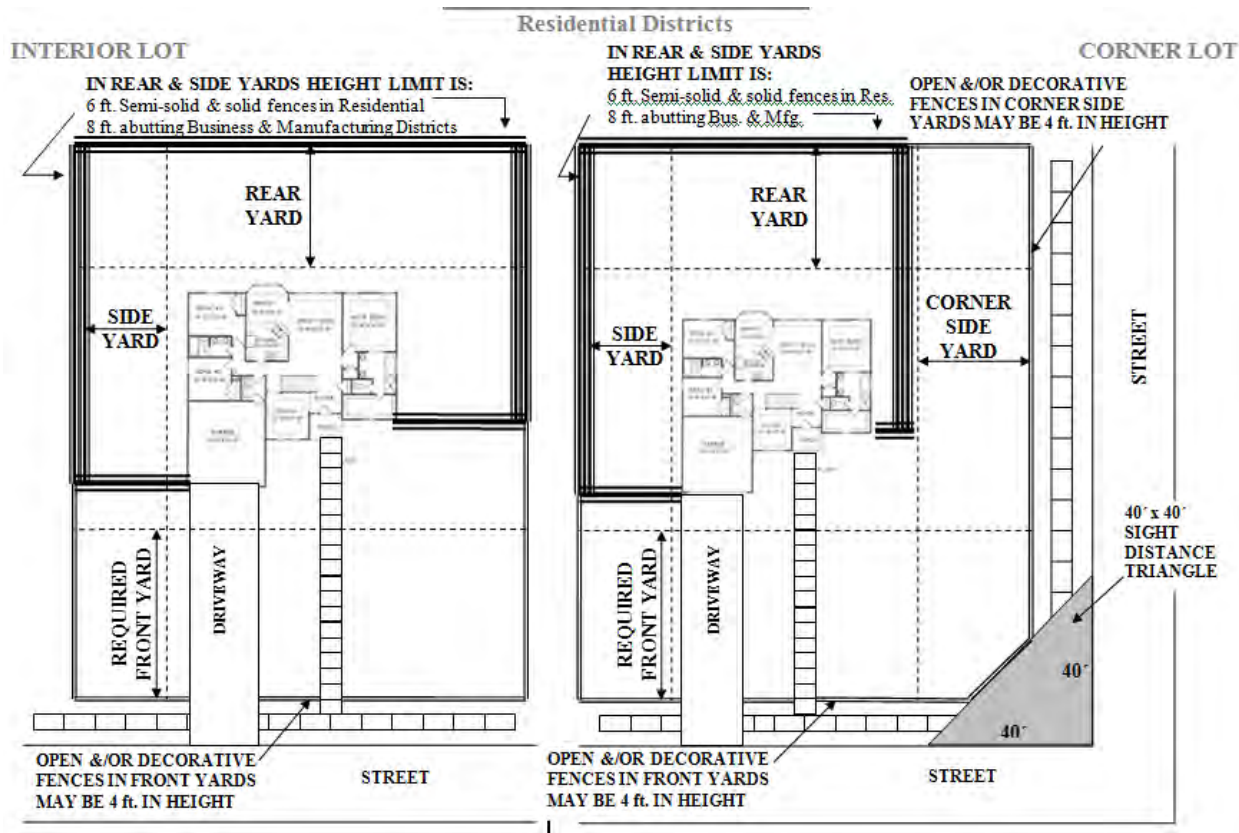 Residential Districts
INTERIOR LOT
IN REAR & SIDE YARDS HEIGHT LIMIT IS:
6 ft. Semi-solid & solid fences in Residential
8 ft. abutting Business & Manufacturing Districts
REAR
YARD
SIDE
YARD
REQUIRED
FRONT YARD
DRIVEWAY
OPEN &/OR DECORATIVE
FENCES IN FRONT YARDS
MAY BE 4 ft. IN HEIGHT
STREET
CORNER LOT
IN REAR & SIDE YARDS
HEIGHT LIMIT IS:
6 ft. Semi-solid & solid fences in Res.
8 ft. abutting Bus. & Mfg.
OPEN &/OR DECORATIVE
FENCES IN CORNER SIDE
YARDS MAY BE 4 ft. IN HEIGHT
REAR
YARD
SIDE
YARD
CORNER
SIDE
YARD
STREET
40' x 40'
SIGHT
DISTANCE
TRIANGLE
40'
40'
REQUIRED
FRONT YARD
DRIVEWAY
OPEN &/OR DECORATIVE
FENCES IN FRONT YARDS
MAY BE 4 ft. IN HEIGHT
STREET